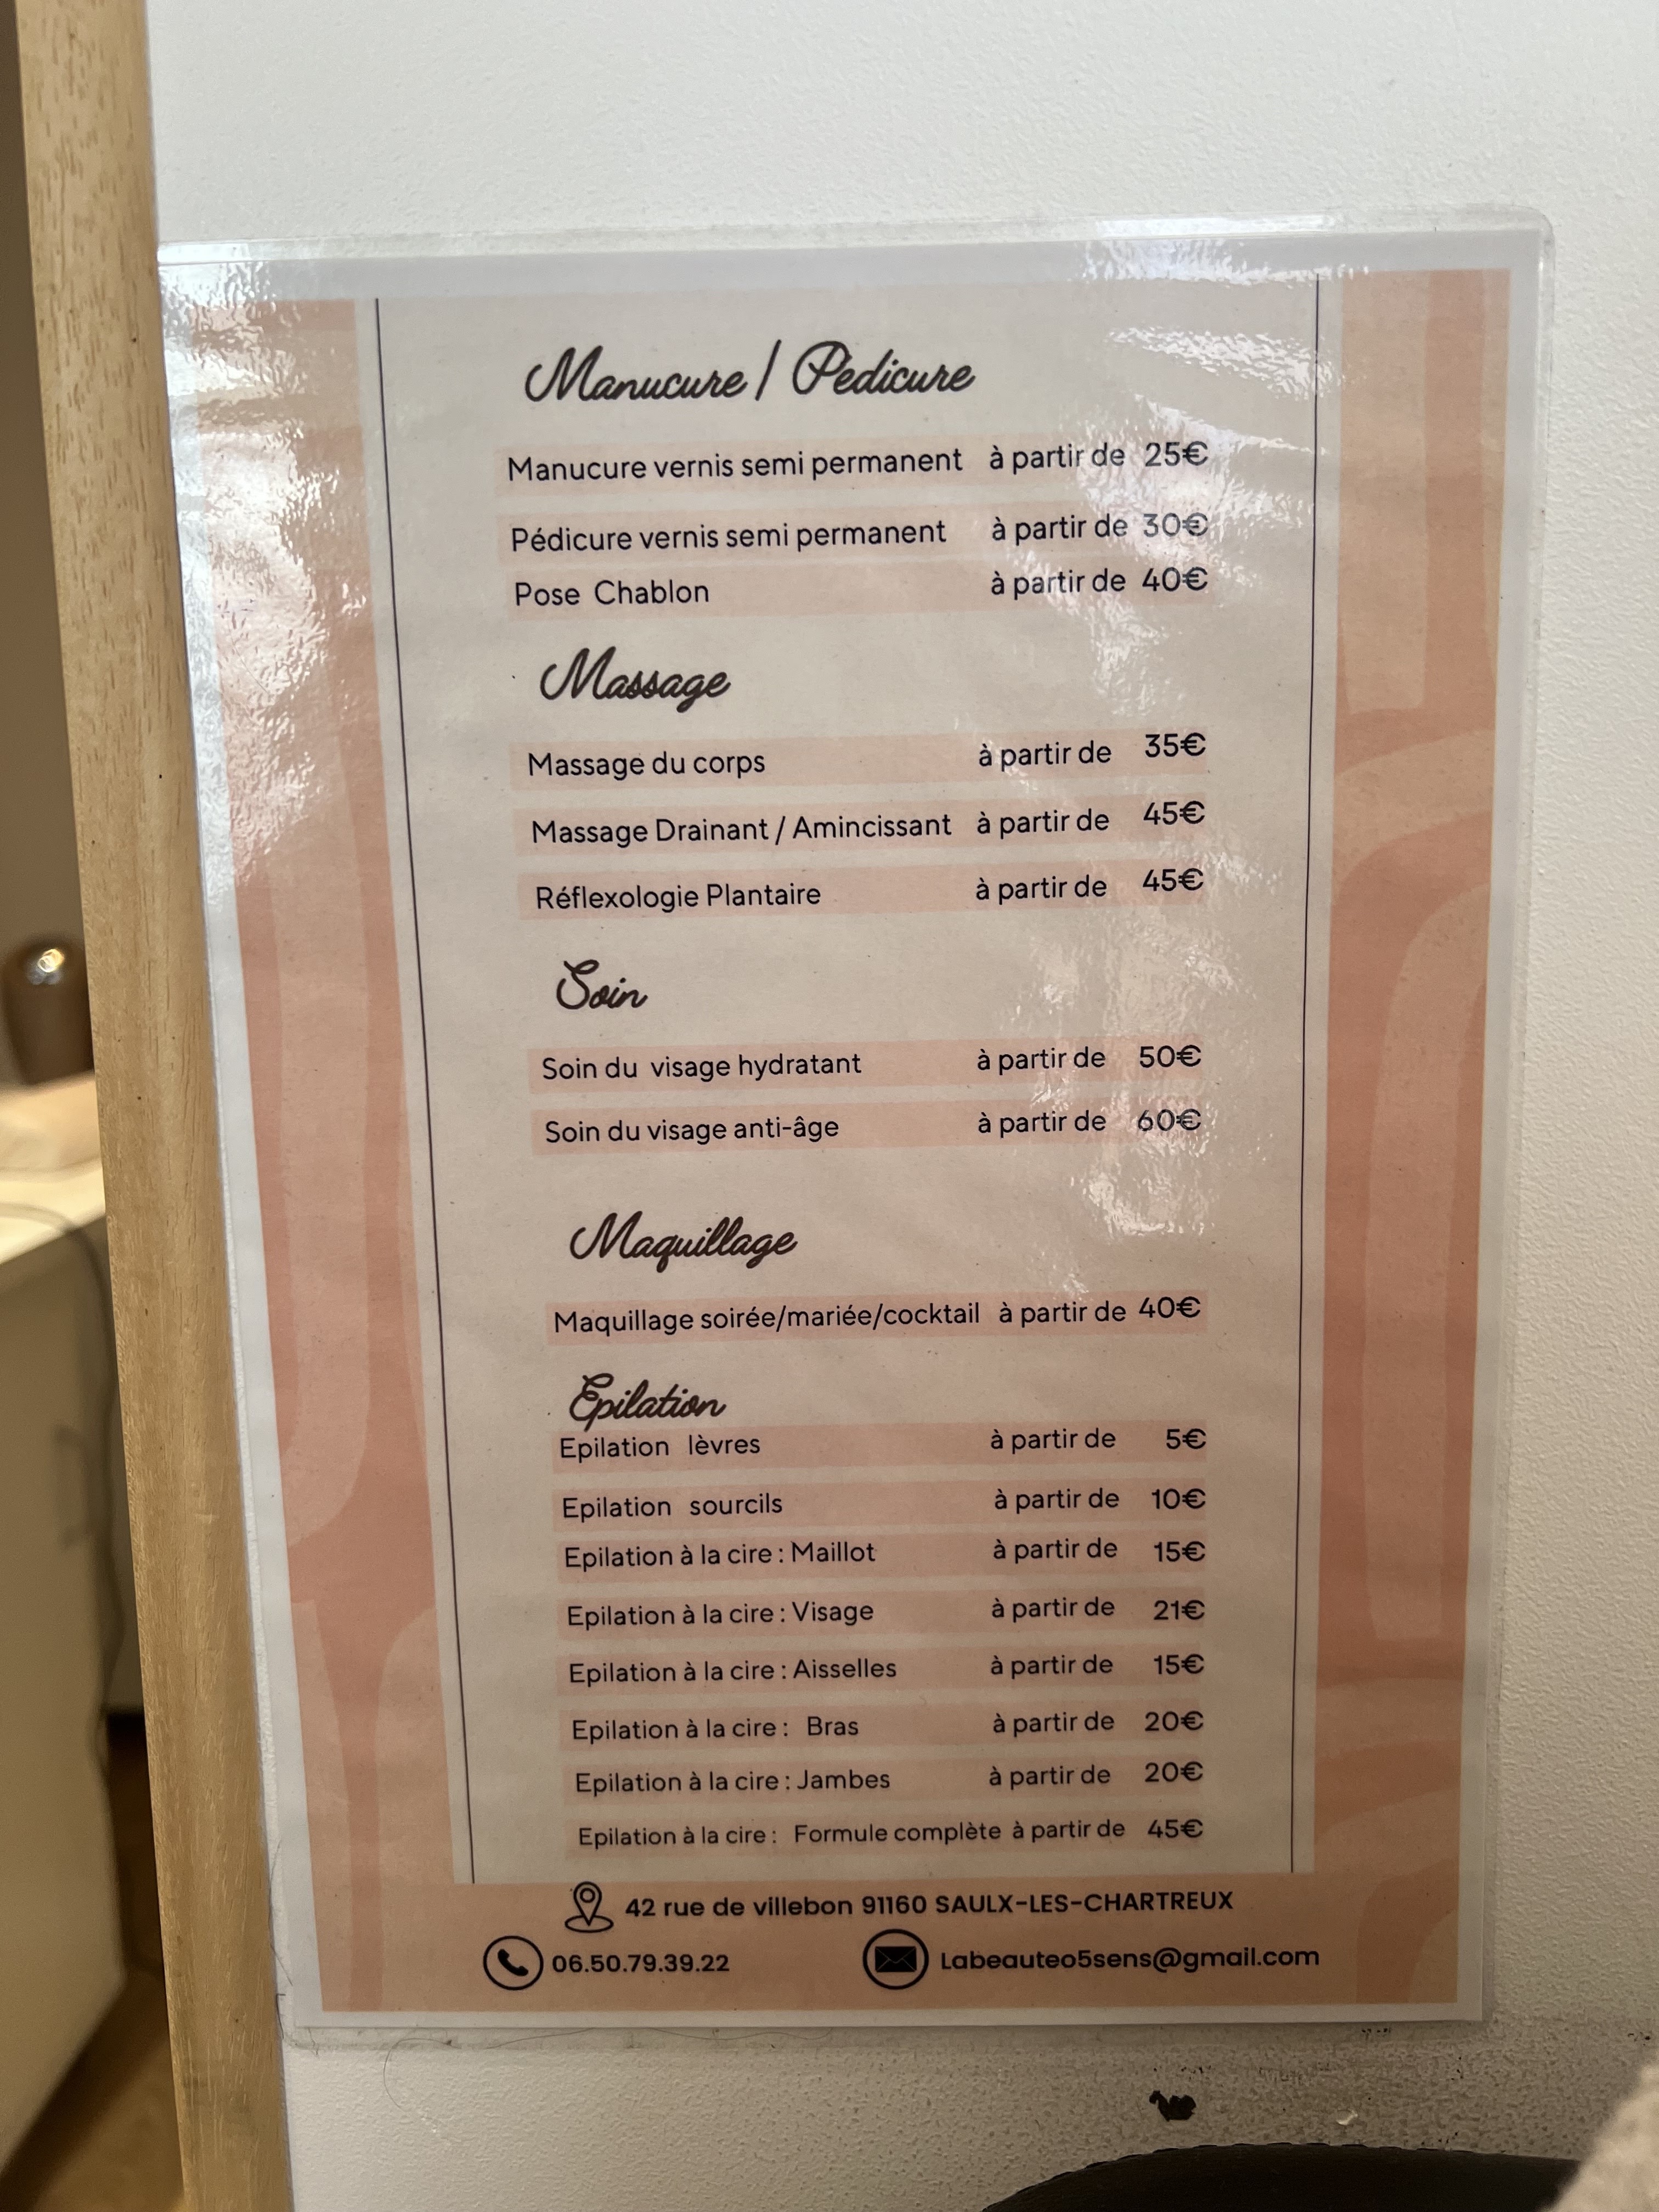 Manucure / Pédicure
Manucure vernis semi permanent à partir de 25€
Pédicure vernis semi permanent à partir de 30€
Pose Chablon à partir de 40€
Massage
Massage du corps à partir de 35€
Massage Drainant / Amincissant à partir de 45€
Réflexologie Plantaire à partir de 45€
Soin
Soin du visage hydratant à partir de 50€
Soin du visage anti-âge à partir de 60€
Maquillage
Maquillage soirée/mariée/cocktail à partir de 40€
Epilation
Epilation lèvres à partir de 5€
Epilation sourcils à partir de 10€
Epilation à la cire : Maillot à partir de 15€
Epilation à la cire : Visage à partir de 21€
Epilation à la cire : Aisselles à partir de 15€
Epilation à la cire : Bras à partir de 20€
Epilation à la cire : Jambes à partir de 20€
Epilation à la cire : Formule complète à partir de 45€
42 rue de villebon 91160 SAULX-LES-CHARTREUX
06.50.79.39.22 Labeauteo5sens@gmail.com